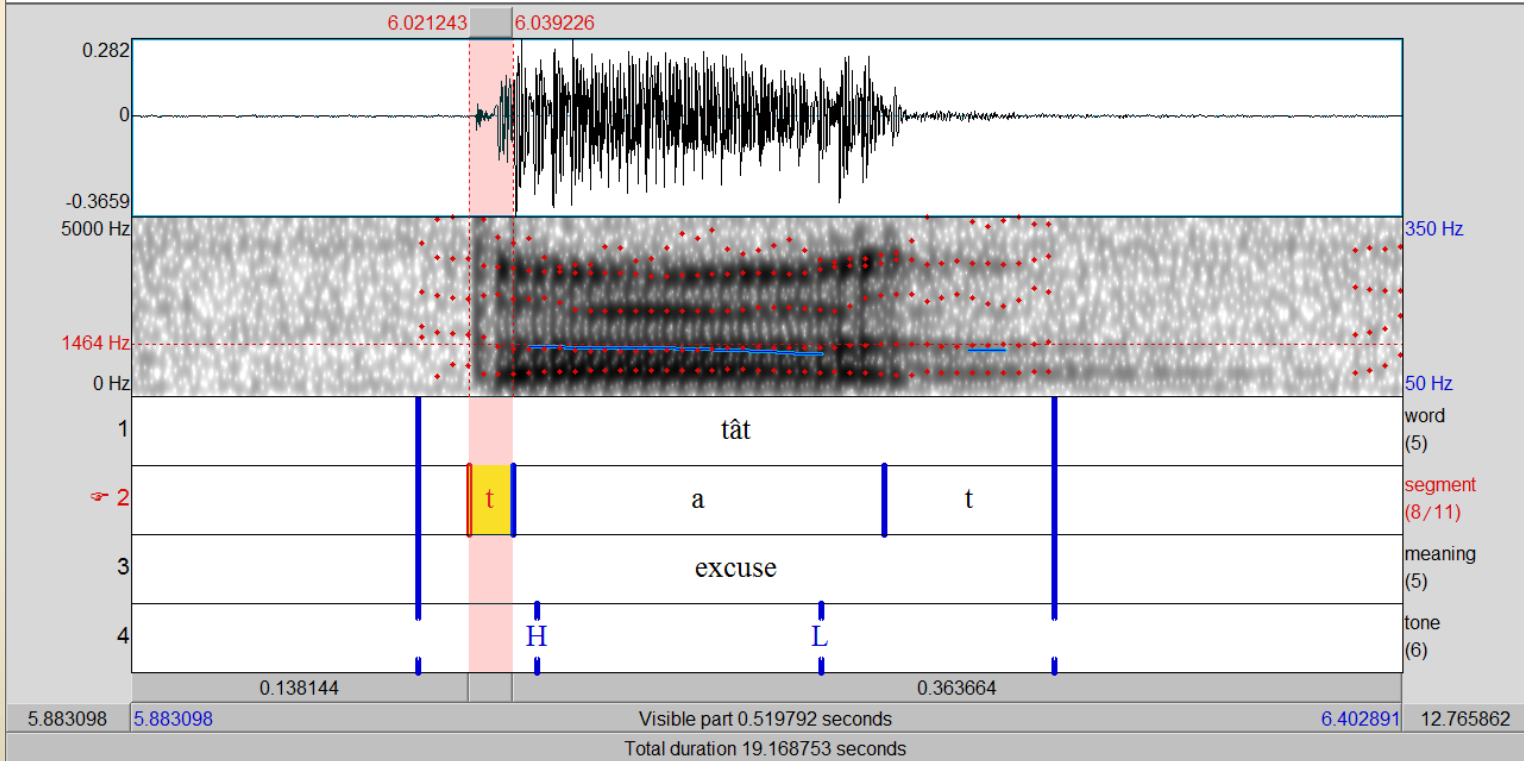 6.021243 6.039226
0.282
0
-0.3659
5000 Hz 350 Hz
1464 Hz
0 Hz 50 Hz
1 tât word
(5)
☞ 2 t a t segment
(8/11)
3 excuse meaning
(5)
4 H L tone
(6)
0.138144 0.363664
5.883098 5.883098 Visible part 0.519792 seconds 6.402891 12.765862
Total duration 19.168753 seconds